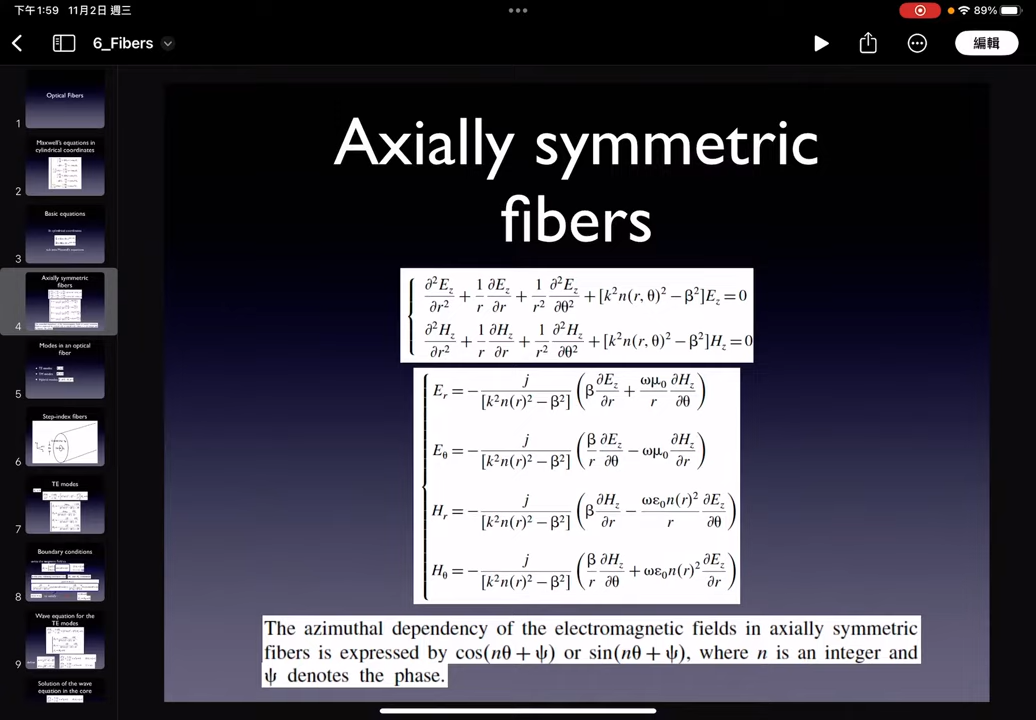 下午1:59 11月2日 週三
89%
6_Fibers
編輯
Optical Fibers
1
Maxwell's equations in
cylindrical coordinates
2
Basic equations
3
Axially symmetric
fibers
4
Modes in an optical
fiber
5
Step-index fibers
6
TE modes
7
Boundary conditions
8
Wave equation for the
TE modes
9
Solution of the wave
equation in the core
Axially symmetric
fibers
∂²E_z/∂r² + 1/r ∂E_z/∂r + 1/r² ∂²E_z/∂θ² + [k²n(r, θ)² − β²]E_z = 0
∂²H_z/∂r² + 1/r ∂H_z/∂r + 1/r² ∂²H_z/∂θ² + [k²n(r, θ)² − β²]H_z = 0
E_r = − j/[k²n(r)² − β²] (β ∂E_z/∂r + ωμ₀/r ∂H_z/∂θ)
E_θ = − j/[k²n(r)² − β²] (β/r ∂E_z/∂θ − ωμ₀ ∂H_z/∂r)
H_r = − j/[k²n(r)² − β²] (β ∂H_z/∂r − ωε₀n(r)²/r ∂E_z/∂θ)
H_θ = − j/[k²n(r)² − β²] (β/r ∂H_z/∂θ + ωε₀n(r)² ∂E_z/∂r)
The azimuthal dependency of the electromagnetic fields in axially symmetric
fibers is expressed by cos(nθ + ψ) or sin(nθ + ψ), where n is an integer and
ψ denotes the phase.